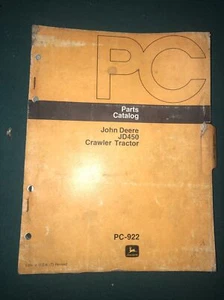 PC
Parts
Catalog
John Deere
JD450
Crawler Tractor
PC-922